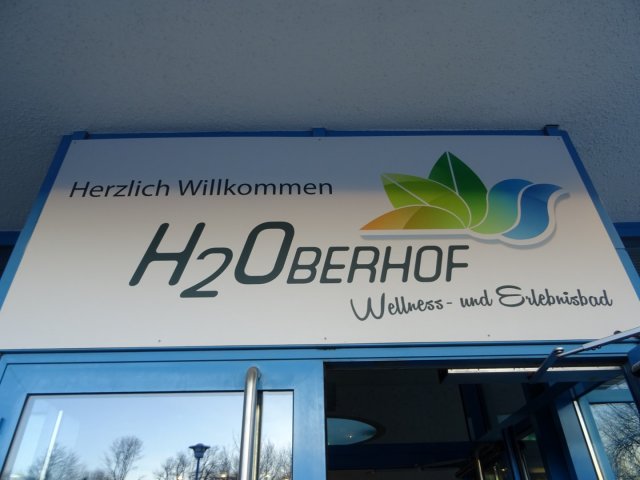 Herzlich Willkommen
H2OBERHOF
Wellness- und Erlebnisbad